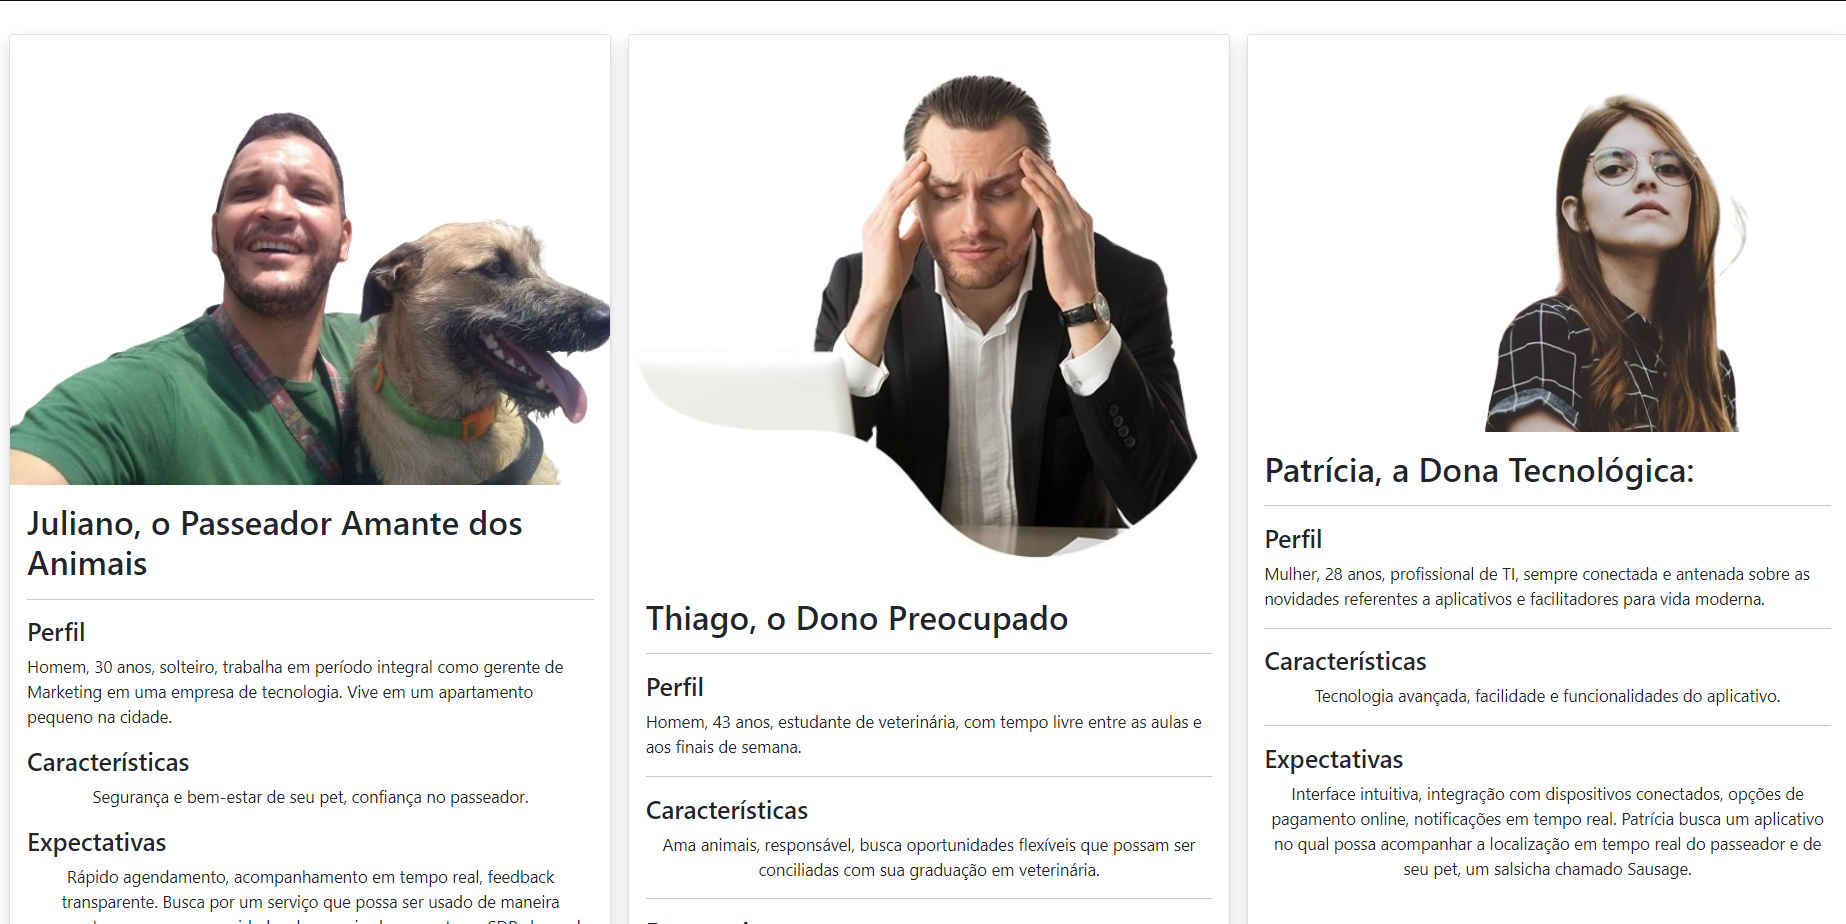 Juliano, o Passeador Amante dos
Animais
Perfil
Homem, 30 anos, solteiro, trabalha em período integral como gerente de
Marketing em uma empresa de tecnologia. Vive em um apartamento
pequeno na cidade.
Características
Segurança e bem-estar de seu pet, confiança no passeador.
Expectativas
Rápido agendamento, acompanhamento em tempo real, feedback
transparente. Busca por um serviço que possa ser usado de maneira
Thiago, o Dono Preocupado
Perfil
Homem, 43 anos, estudante de veterinária, com tempo livre entre as aulas e
aos finais de semana.
Características
Ama animais, responsável, busca oportunidades flexíveis que possam ser
conciliadas com sua graduação em veterinária.
Patrícia, a Dona Tecnológica:
Perfil
Mulher, 28 anos, profissional de TI, sempre conectada e antenada sobre as
novidades referentes a aplicativos e facilitadores para vida moderna.
Características
Tecnologia avançada, facilidade e funcionalidades do aplicativo.
Expectativas
Interface intuitiva, integração com dispositivos conectados, opções de
pagamento online, notificações em tempo real. Patrícia busca um aplicativo
no qual possa acompanhar a localização em tempo real do passeador e de
seu pet, um salsicha chamado Sausage.